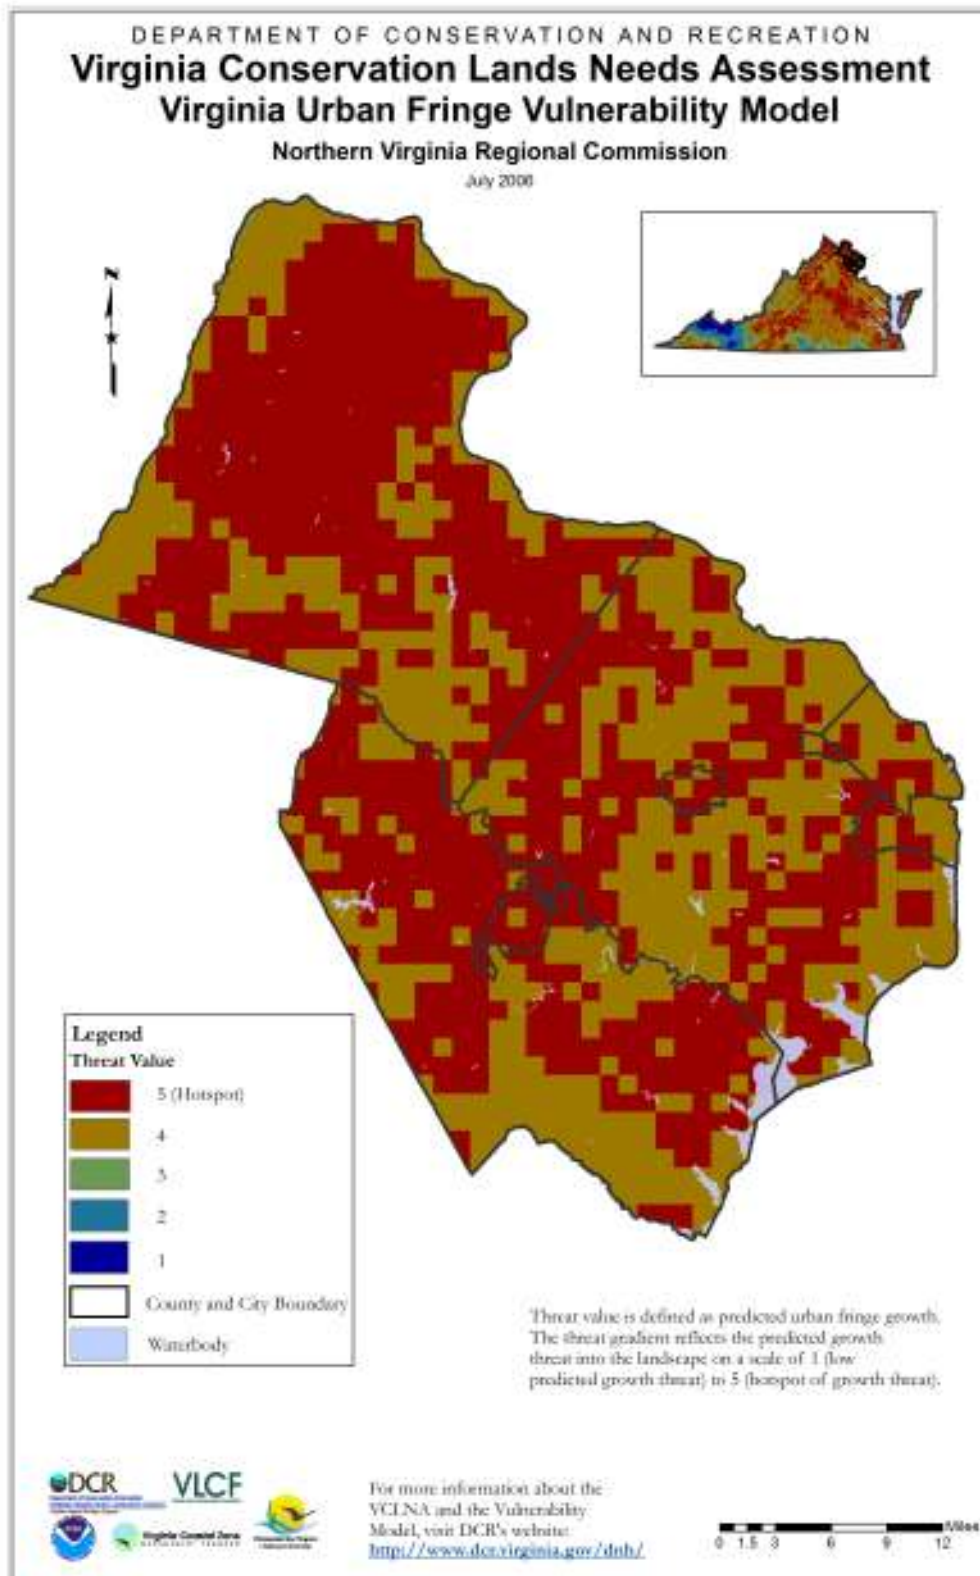 DEPARTMENT OF CONSERVATION AND RECREATION
Virginia Conservation Lands Needs Assessment
Virginia Urban Fringe Vulnerability Model
Northern Virginia Regional Commission
July 2008
N
Legend
Threat Value
5 (Hotspot)
4
3
2
1
County and City Boundary
Waterbody
Threat value is defined as predicted urban fringe growth.
The threat gradient reflects the predicted growth
threat into the landscape on a scale of 1 (low
predicted growth threat) to 5 (hotspot of growth threat).
DCR
VLCF
Virginia Coastal Zone
For more information about the
VCLNA and the Vulnerability
Model, visit DCR's website:
http://www.dcr.virginia.gov/dnh/
Miles
0 1.5 3 6 9 12